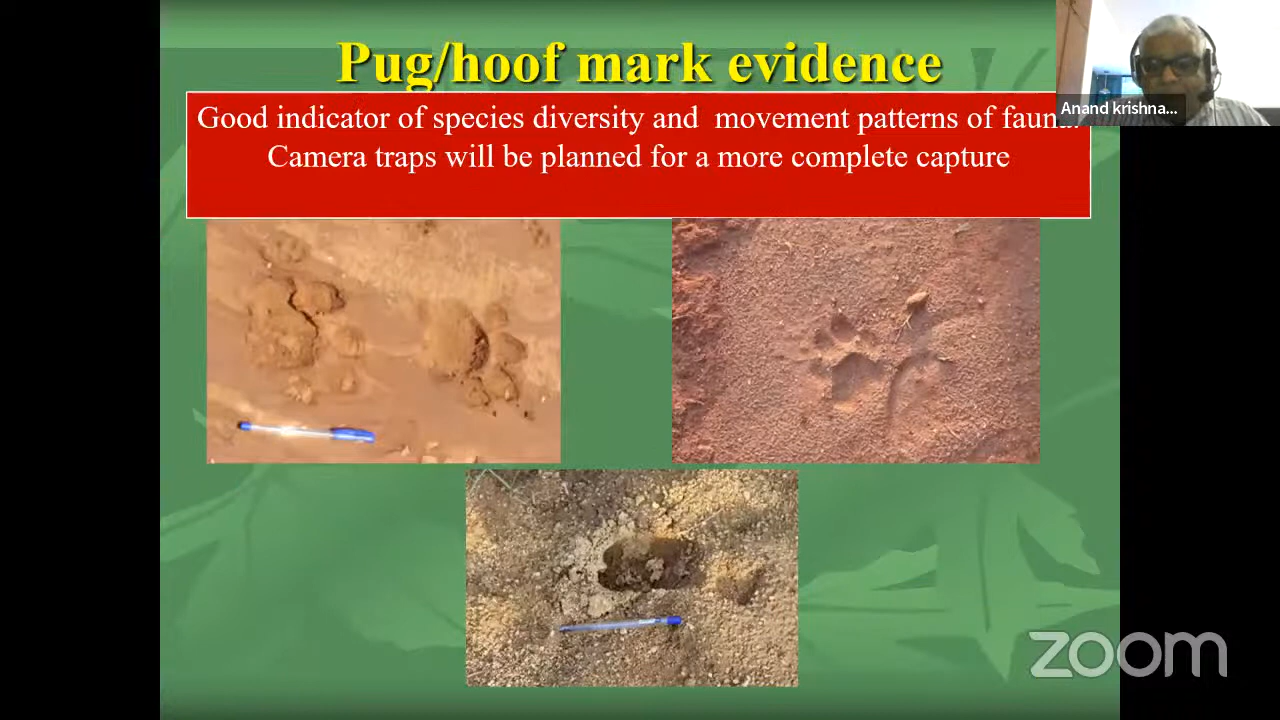 Pug/hoof mark evidence
Good indicator of species diversity and movement patterns of fauna.
Camera traps will be planned for a more complete capture
Anand krishna...
zoom